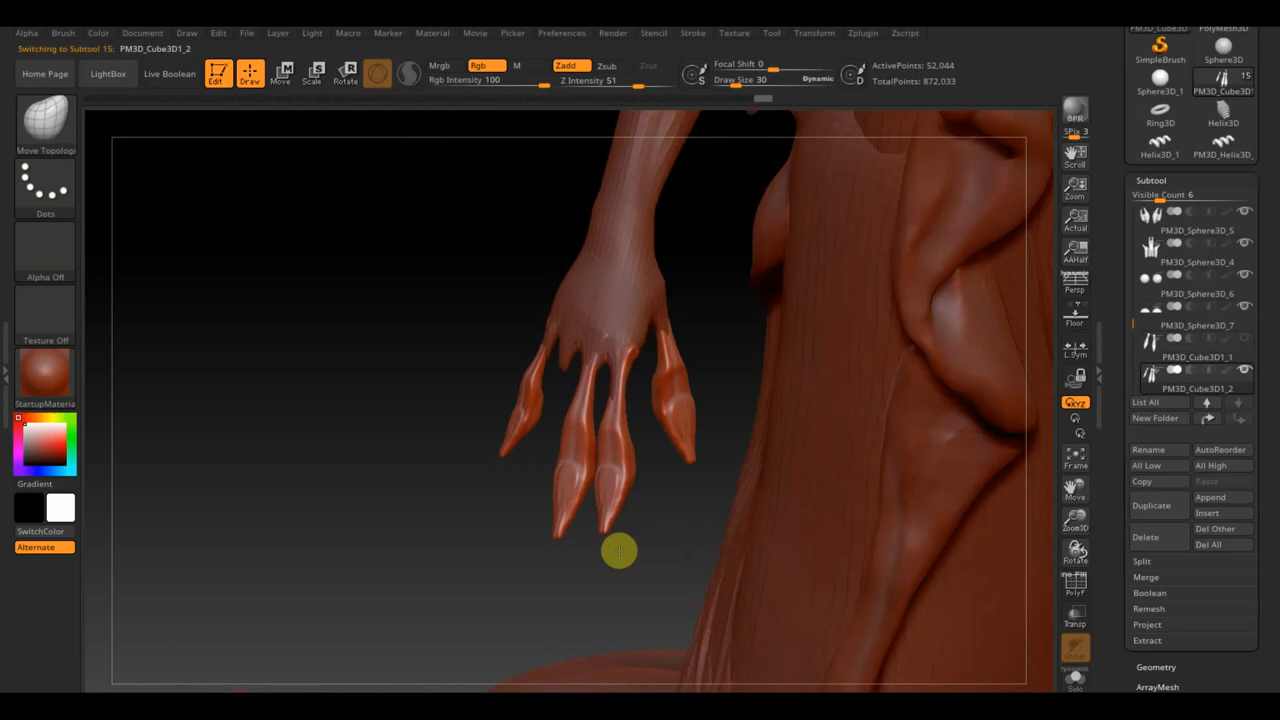 Alpha Brush Color Document Draw Edit File Layer Light Macro Marker Material Movie Picker Preferences Render Stencil Stroke Texture Tool Transform Zplugin Zscript
Switching to Subtool 15: PM3D_Cube3D1_2
Home Page LightBox Live Boolean Edit Draw Move Scale Rotate
Mrgb Rgb M Zadd Zsub Zcut
Rgb Intensity 100 Z Intensity 51
Focal Shift 0
Draw Size 30 Dynamic
S D
ActivePoints: 52,044
TotalPoints: 872,033
Move Topologi
Dots
Alpha Off
Texture Off
StartupMateria
Gradient
SwitchColor
Alternate
BPR
SPix 3
Scroll
Zoom
Actual
AAHalf
Persp
Floor
L.Sym
XYZ
Frame
Move
Zoom3D
Rotate
PolyF
Transp
Solo
SimpleBrush Sphere3D
15
Sphere3D_1 PM3D_Cube3D1
Ring3D Helix3D
Helix3D_1 PM3D_Helix3D_
Subtool
Visible Count 6
PM3D_Sphere3D_5
PM3D_Sphere3D_4
PM3D_Sphere3D_6
PM3D_Sphere3D_7
PM3D_Cube3D1_1
PM3D_Cube3D1_2
List All
New Folder
Rename AutoReorder
All Low All High
Copy Paste
Duplicate Append
Insert
Delete Del Other
Del All
Split
Merge
Boolean
Remesh
Project
Extract
Geometry
ArrayMesh